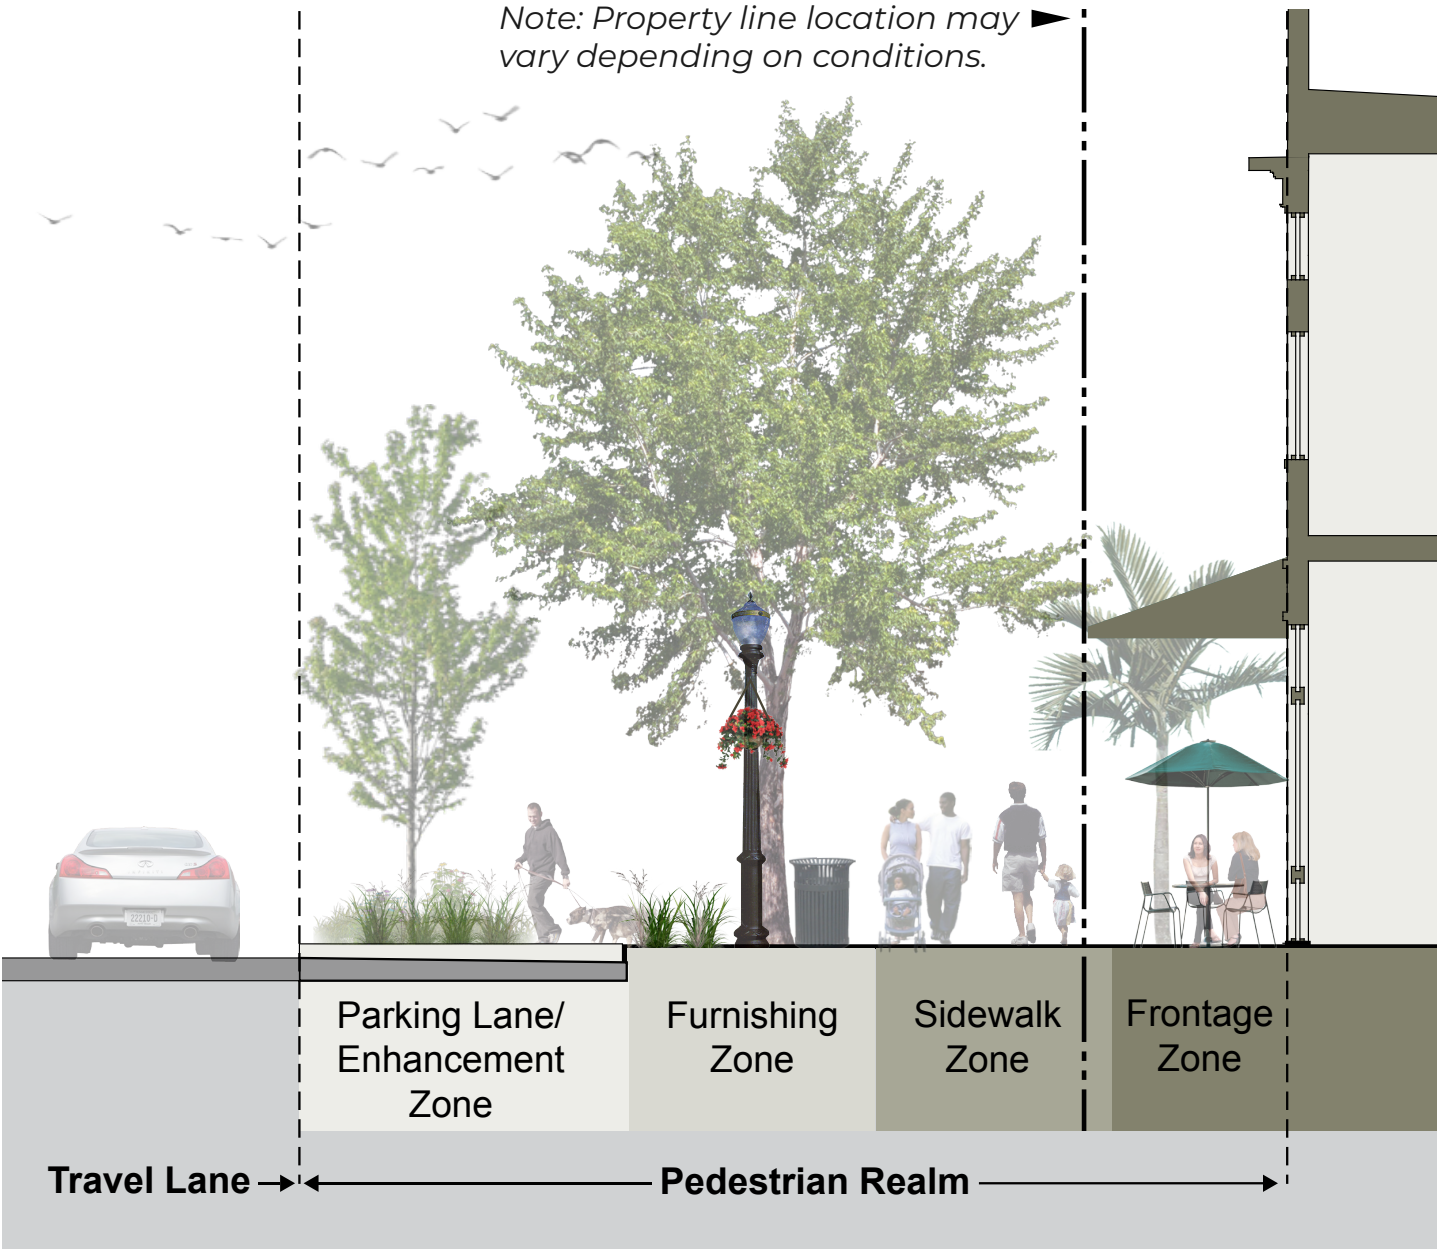 Note: Property line location may
vary depending on conditions.
22210-D
Parking Lane/
Enhancement
Zone
Furnishing
Zone
Sidewalk
Zone
Frontage
Zone
Travel Lane
Pedestrian Realm